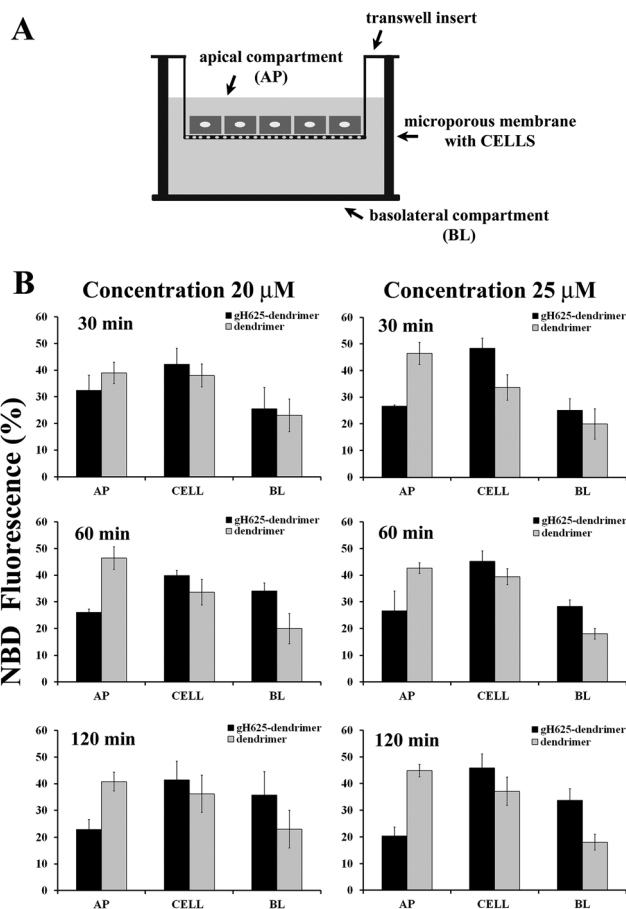 A
transwell insert
apical compartment
(AP)
microporous membrane
with CELLS
basolateral compartment
(BL)
B
Concentration 20 µM
Concentration 25 µM
NBD Fluorescence (%)
30 min
gH625-dendrimer
dendrimer
60
50
40
30
20
10
0
AP CELL BL
30 min
gH625-dendrimer
dendrimer
60
50
40
30
20
10
0
AP CELL BL
60 min
gH625-dendrimer
dendrimer
60
50
40
30
20
10
0
AP CELL BL
60 min
gH625-dendrimer
dendrimer
60
50
40
30
20
10
0
AP CELL BL
120 min
gH625-dendrimer
dendrimer
60
50
40
30
20
10
0
AP CELL BL
120 min
gH625-dendrimer
dendrimer
60
50
40
30
20
10
0
AP CELL BL